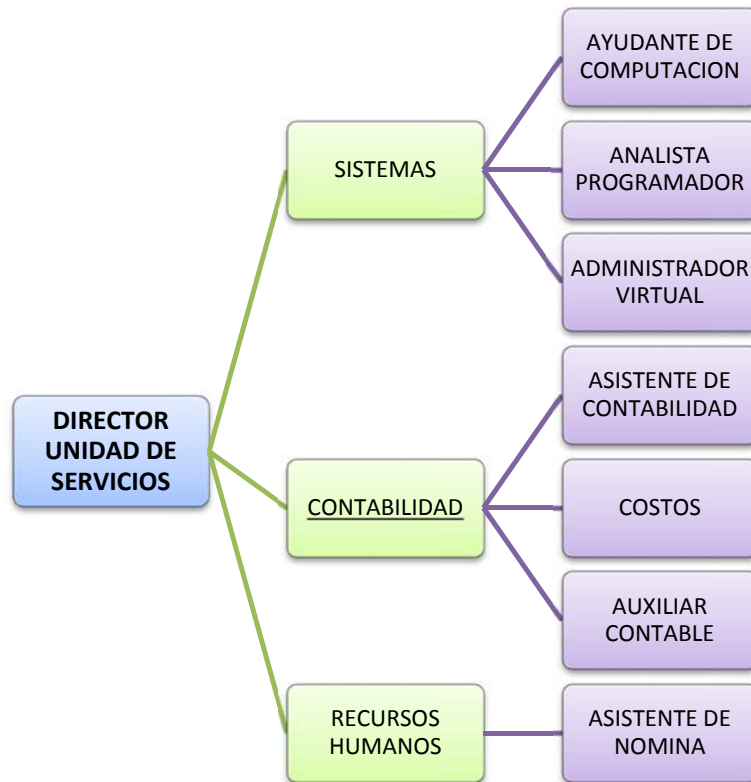 AYUDANTE DE
COMPUTACION
SISTEMAS
ANALISTA
PROGRAMADOR
ADMINISTRADOR
VIRTUAL
DIRECTOR
UNIDAD DE
SERVICIOS
ASISTENTE DE
CONTABILIDAD
CONTABILIDAD
COSTOS
AUXILIAR
CONTABLE
RECURSOS
HUMANOS
ASISTENTE DE
NOMINA